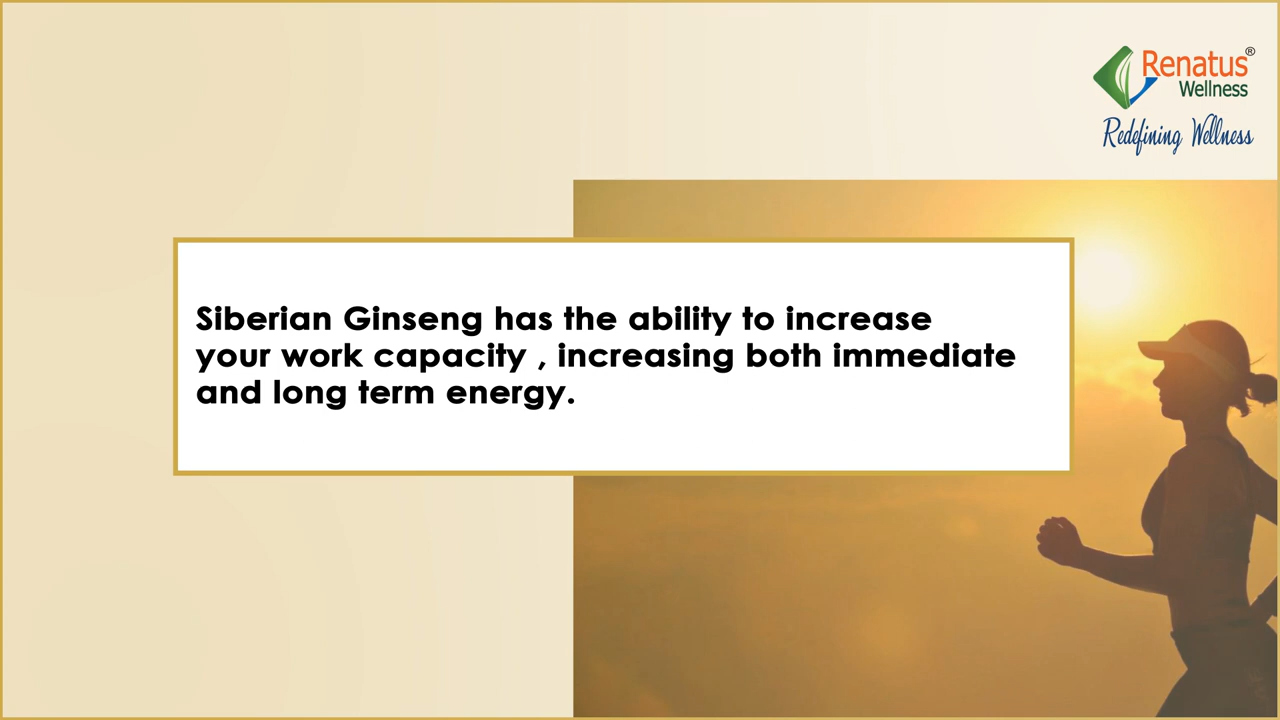 Renatus®
Wellness
Redefining Wellness
Siberian Ginseng has the ability to increase
your work capacity , increasing both immediate
and long term energy.